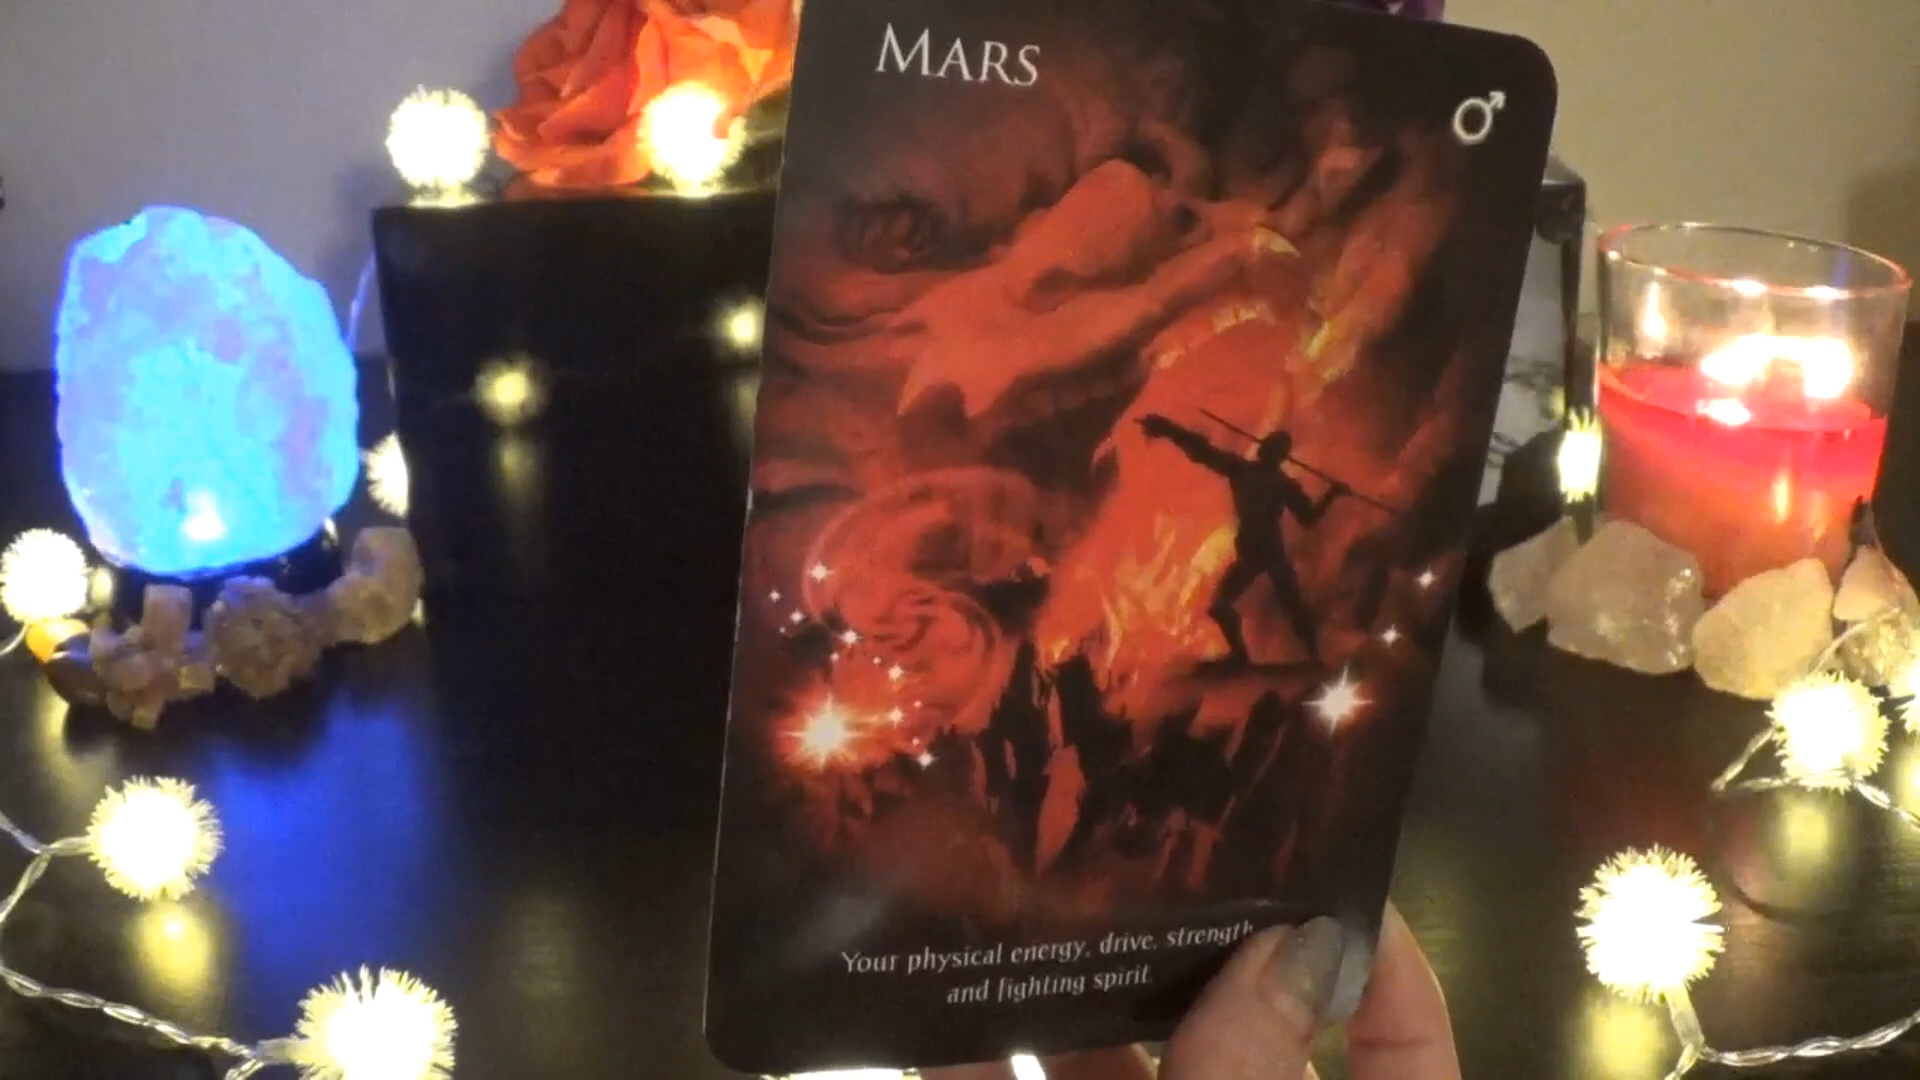 MARS
Your physical energy, drive, strength
and fighting spirit.